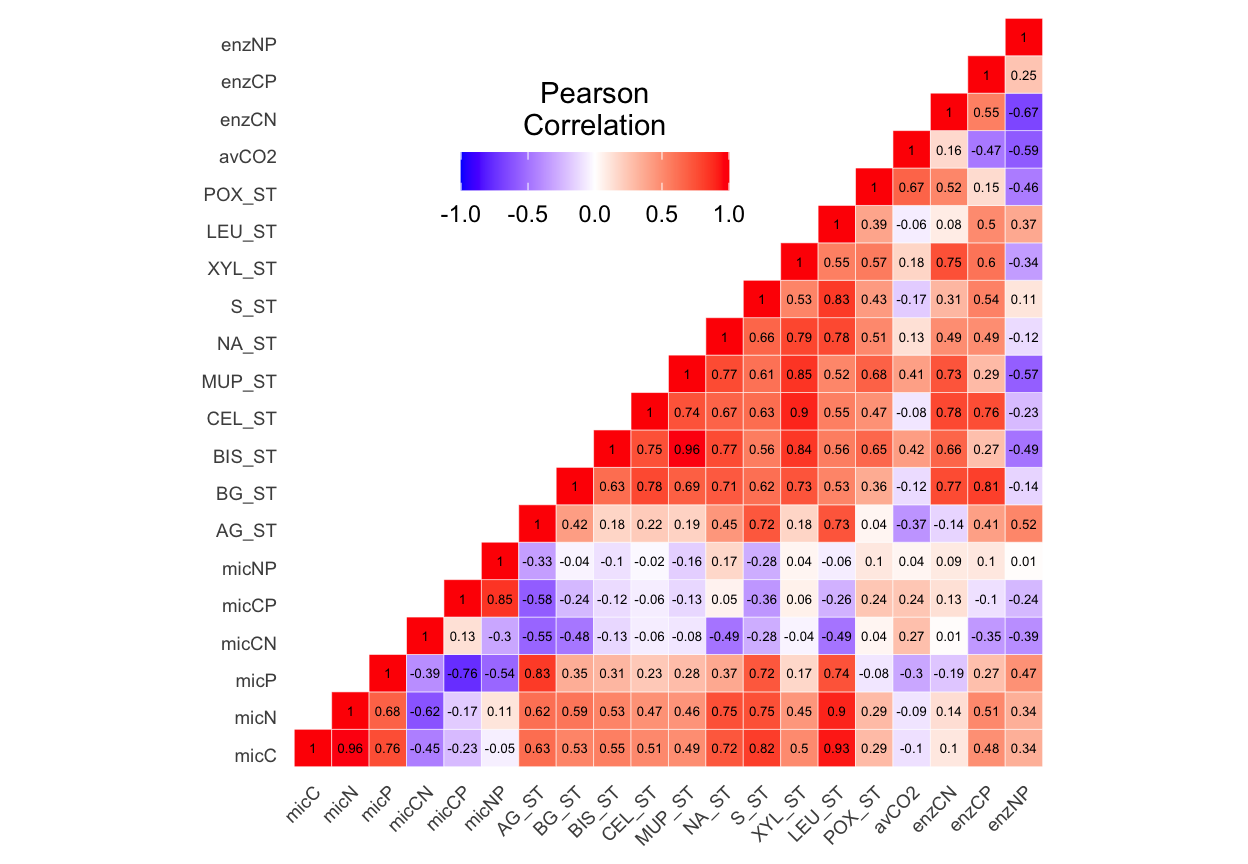 enzNP 1
enzCP 1 0.25
Pearson
Correlation
enzCN 1 0.55 -0.67
avCO2 1 0.16 -0.47 -0.59
POX_ST 1 0.67 0.52 0.15 -0.46
-1.0 -0.5 0.0 0.5 1.0
LEU_ST 1 0.39 -0.06 0.08 0.5 0.37
XYL_ST 1 0.55 0.57 0.18 0.75 0.6 -0.34
S_ST 1 0.53 0.83 0.43 -0.17 0.31 0.54 0.11
NA_ST 1 0.66 0.79 0.78 0.51 0.13 0.49 0.49 -0.12
MUP_ST 1 0.77 0.61 0.85 0.52 0.68 0.41 0.73 0.29 -0.57
CEL_ST 1 0.74 0.67 0.63 0.9 0.55 0.47 -0.08 0.78 0.76 -0.23
BIS_ST 1 0.75 0.96 0.77 0.56 0.84 0.56 0.65 0.42 0.66 0.27 -0.49
BG_ST 1 0.63 0.78 0.69 0.71 0.62 0.73 0.53 0.36 -0.12 0.77 0.81 -0.14
AG_ST 1 0.42 0.18 0.22 0.19 0.45 0.72 0.18 0.73 0.04 -0.37 -0.14 0.41 0.52
micNP 1 -0.33 -0.04 -0.1 -0.02 -0.16 0.17 -0.28 0.04 -0.06 0.1 0.04 0.09 0.1 0.01
micCP 1 0.85 -0.58 -0.24 -0.12 -0.06 -0.13 0.05 -0.36 0.06 -0.26 0.24 0.24 0.13 -0.1 -0.24
micCN 1 0.13 -0.3 -0.55 -0.48 -0.13 -0.06 -0.08 -0.49 -0.28 -0.04 -0.49 0.04 0.27 0.01 -0.35 -0.39
micP 1 -0.39 -0.76 -0.54 0.83 0.35 0.31 0.23 0.28 0.37 0.72 0.17 0.74 -0.08 -0.3 -0.19 0.27 0.47
micN 1 0.68 -0.62 -0.17 0.11 0.62 0.59 0.53 0.47 0.46 0.75 0.75 0.45 0.9 0.29 -0.09 0.14 0.51 0.34
micC 1 0.96 0.76 -0.45 -0.23 -0.05 0.63 0.53 0.55 0.51 0.49 0.72 0.82 0.5 0.93 0.29 -0.1 0.1 0.48 0.34
micC micN micP micCN micCP micNP AG_ST BG_ST BIS_ST CEL_ST MUP_ST NA_ST S_ST XYL_ST LEU_ST POX_ST avCO2 enzCN enzCP enzNP